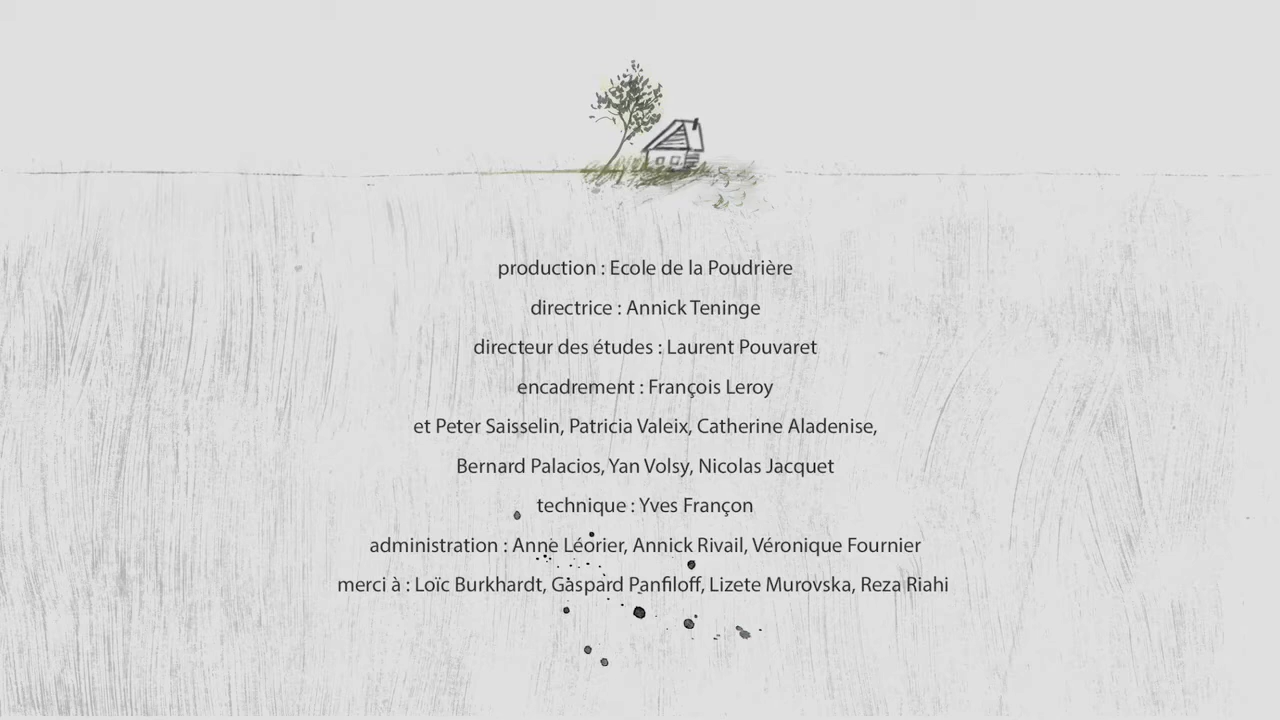 production : Ecole de la Poudrière
directrice : Annick Teninge
directeur des études : Laurent Pouvaret
encadrement : François Leroy
et Peter Saisselin, Patricia Valeix, Catherine Aladenise,
Bernard Palacios, Yan Volsy, Nicolas Jacquet
technique : Yves Françon
administration : Anne Léorier, Annick Rivail, Véronique Fournier
merci à : Loïc Burkhardt, Gaspard Panfiloff, Lizete Murovska, Reza Riahi